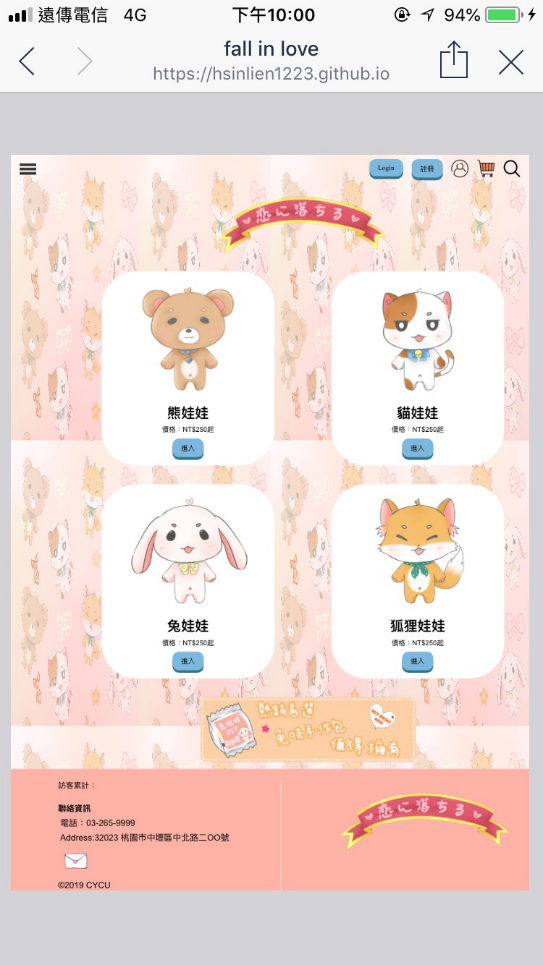 遠傳電信 4G 下午10:00 94%
fall in love
https://hsinlien1223.github.io
Login 註冊
恋に落ちる
熊娃娃
價格：NT$250起
進入
貓娃娃
價格：NT$250起
進入
兔娃娃
價格：NT$250起
進入
狐狸娃娃
價格：NT$250起
進入
熱銷首選
兔吱手作包
值得擁有
訪客累計：
聯絡資訊
電話：03-265-9999
Address:32023 桃園市中壢區中北路二OO號
©2019 CYCU
恋に落ちる